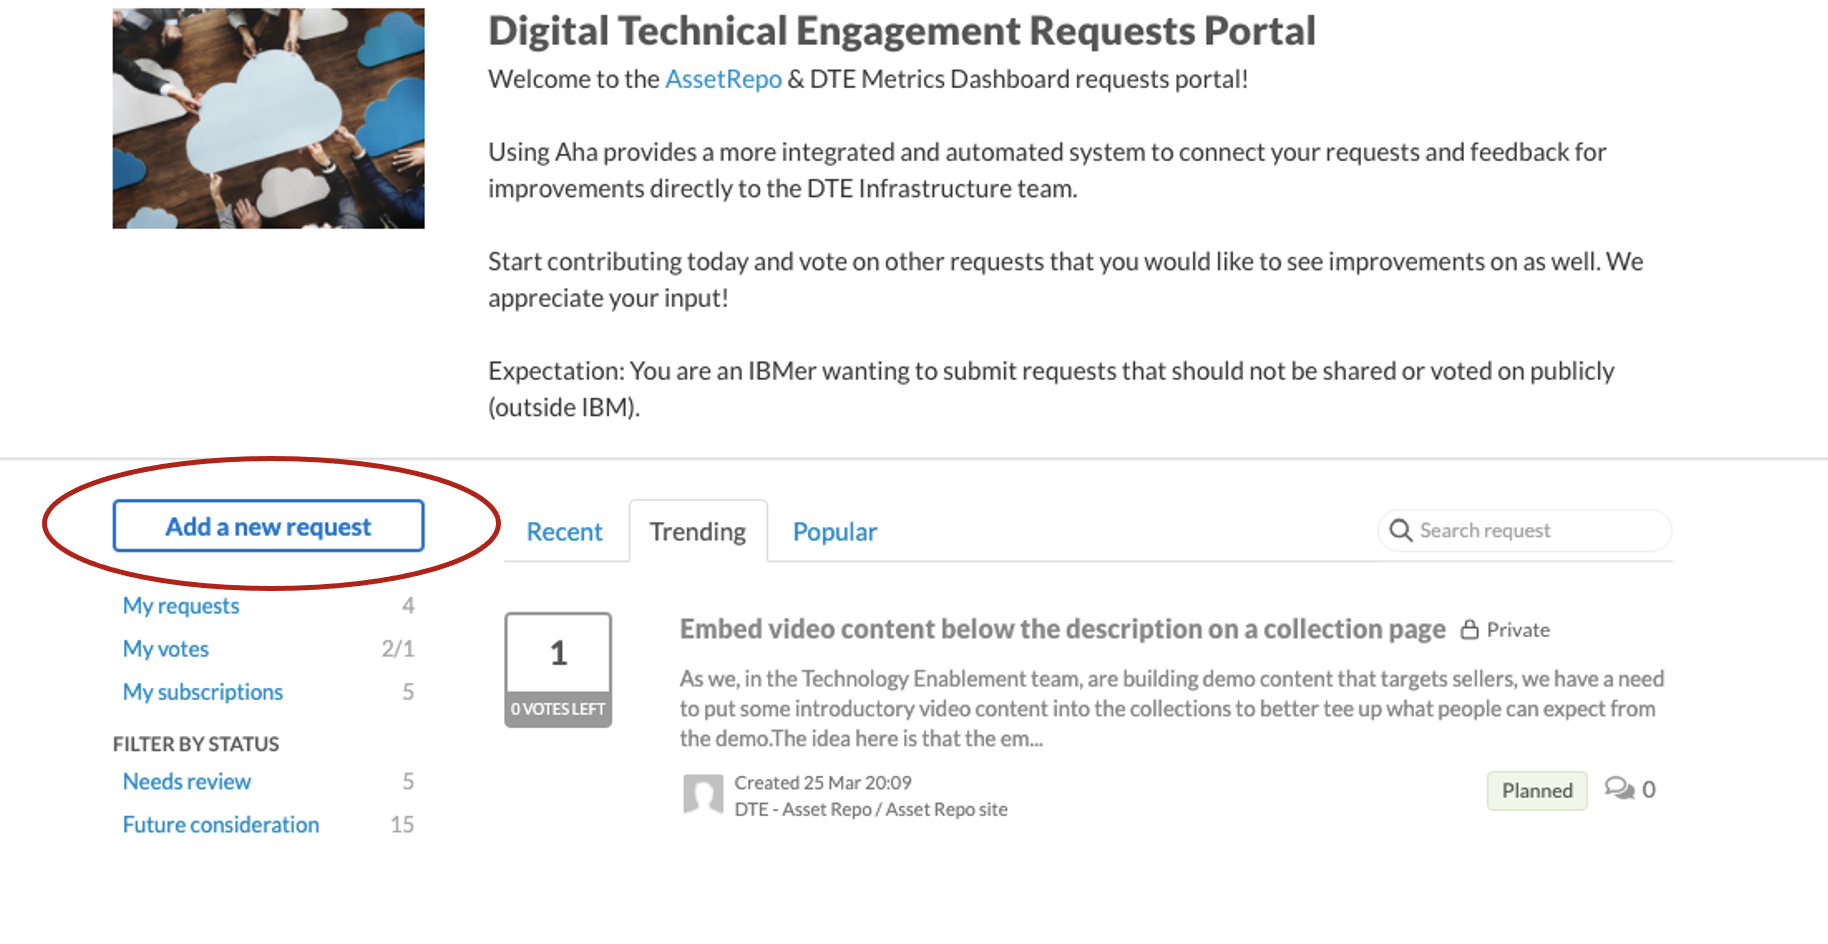 Digital Technical Engagement Requests Portal
Welcome to the AssetRepo & DTE Metrics Dashboard requests portal!
Using Aha provides a more integrated and automated system to connect your requests and feedback for
improvements directly to the DTE Infrastructure team.
Start contributing today and vote on other requests that you would like to see improvements on as well. We
appreciate your input!
Expectation: You are an IBMer wanting to submit requests that should not be shared or voted on publicly
(outside IBM).
Add a new request
My requests 4
My votes 2/1
My subscriptions 5
FILTER BY STATUS
Needs review 5
Future consideration 15
Recent Trending Popular Search request
1
0 VOTES LEFT
Embed video content below the description on a collection page Private
As we, in the Technology Enablement team, are building demo content that targets sellers, we have a need
to put some introductory video content into the collections to better tee up what people can expect from
the demo.The idea here is that the em...
Created 25 Mar 20:09
DTE - Asset Repo / Asset Repo site
Planned 0